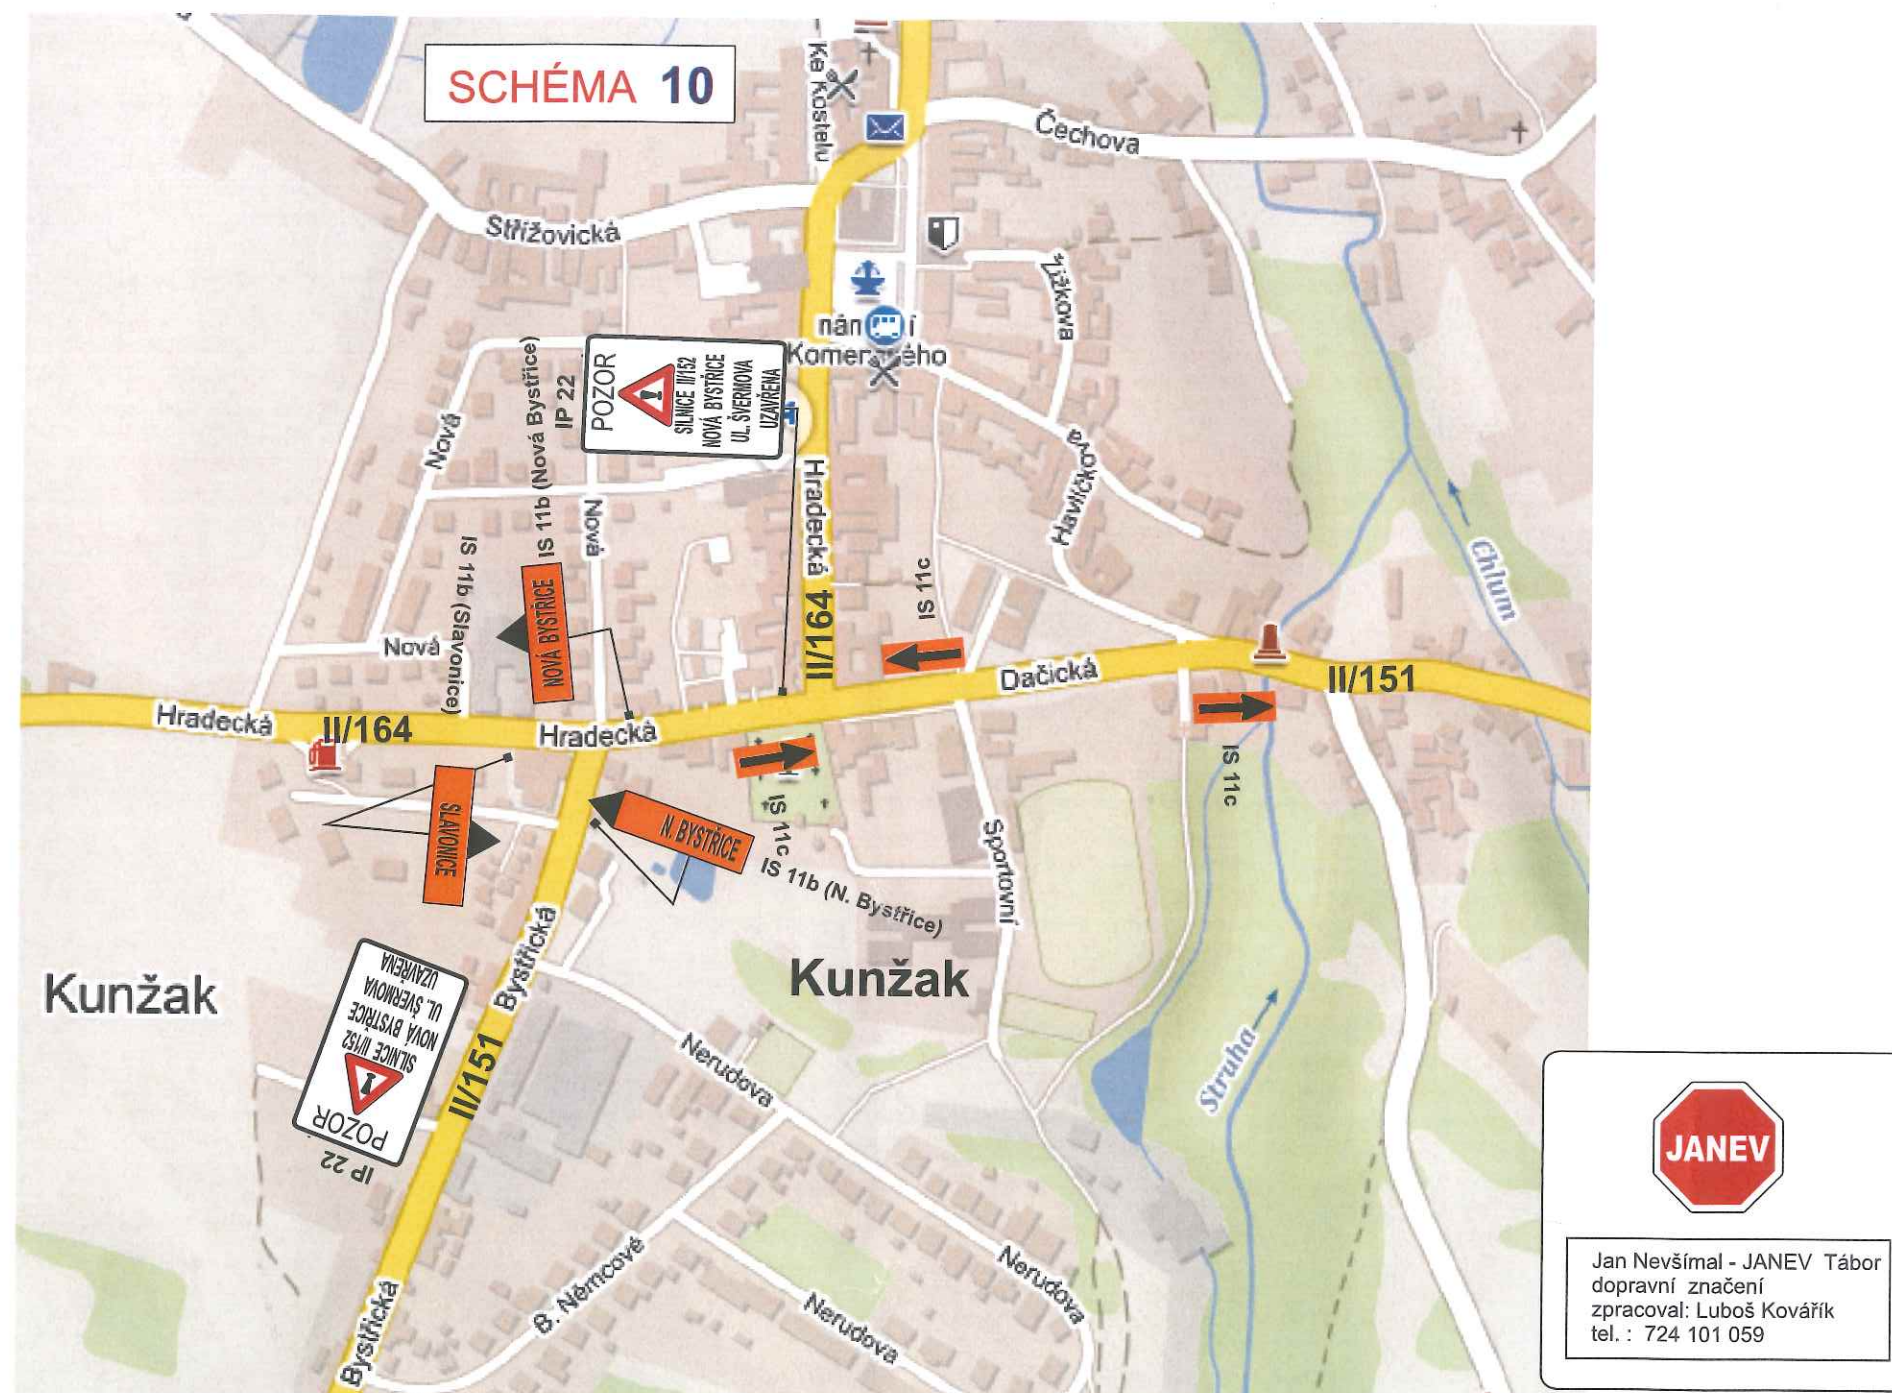 SCHÉMA 10
Ke Kostelu
Čechova
Střížovická
Žižkova
nám í
Komenského
IS 11b (Nová Bystřice)
IP 22
POZOR
SILNICE II/152
NOVÁ BYSTŘICE
UL. ŠVERMOVA
UZAVŘENA
Nová
Nová
Hradecká
II/164
Havlíčkova
Chlum
IS 11b (Slavonice)
NOVÁ BYSTŘICE
IS 11c
Nová
Dačická
II/151
Hradecká
II/164
Hradecká
IS 11c
SLAVONICE
N. BYSTŘICE
IS 11c
IS 11b (N. Bystřice)
Sportovní
Bystřická
Kunžak
Kunžak
POZOR
SILNICE II/152
NOVÁ BYSTŘICE
UL. ŠVERMOVA
UZAVŘENA
IP 22
II/151
Nerudova
Struha
B. Němcové
Nerudova
Nerudova
Bystřická
JANEV
Jan Nevšímal - JANEV Tábor
dopravní značení
zpracoval: Luboš Kovářík
tel. : 724 101 059